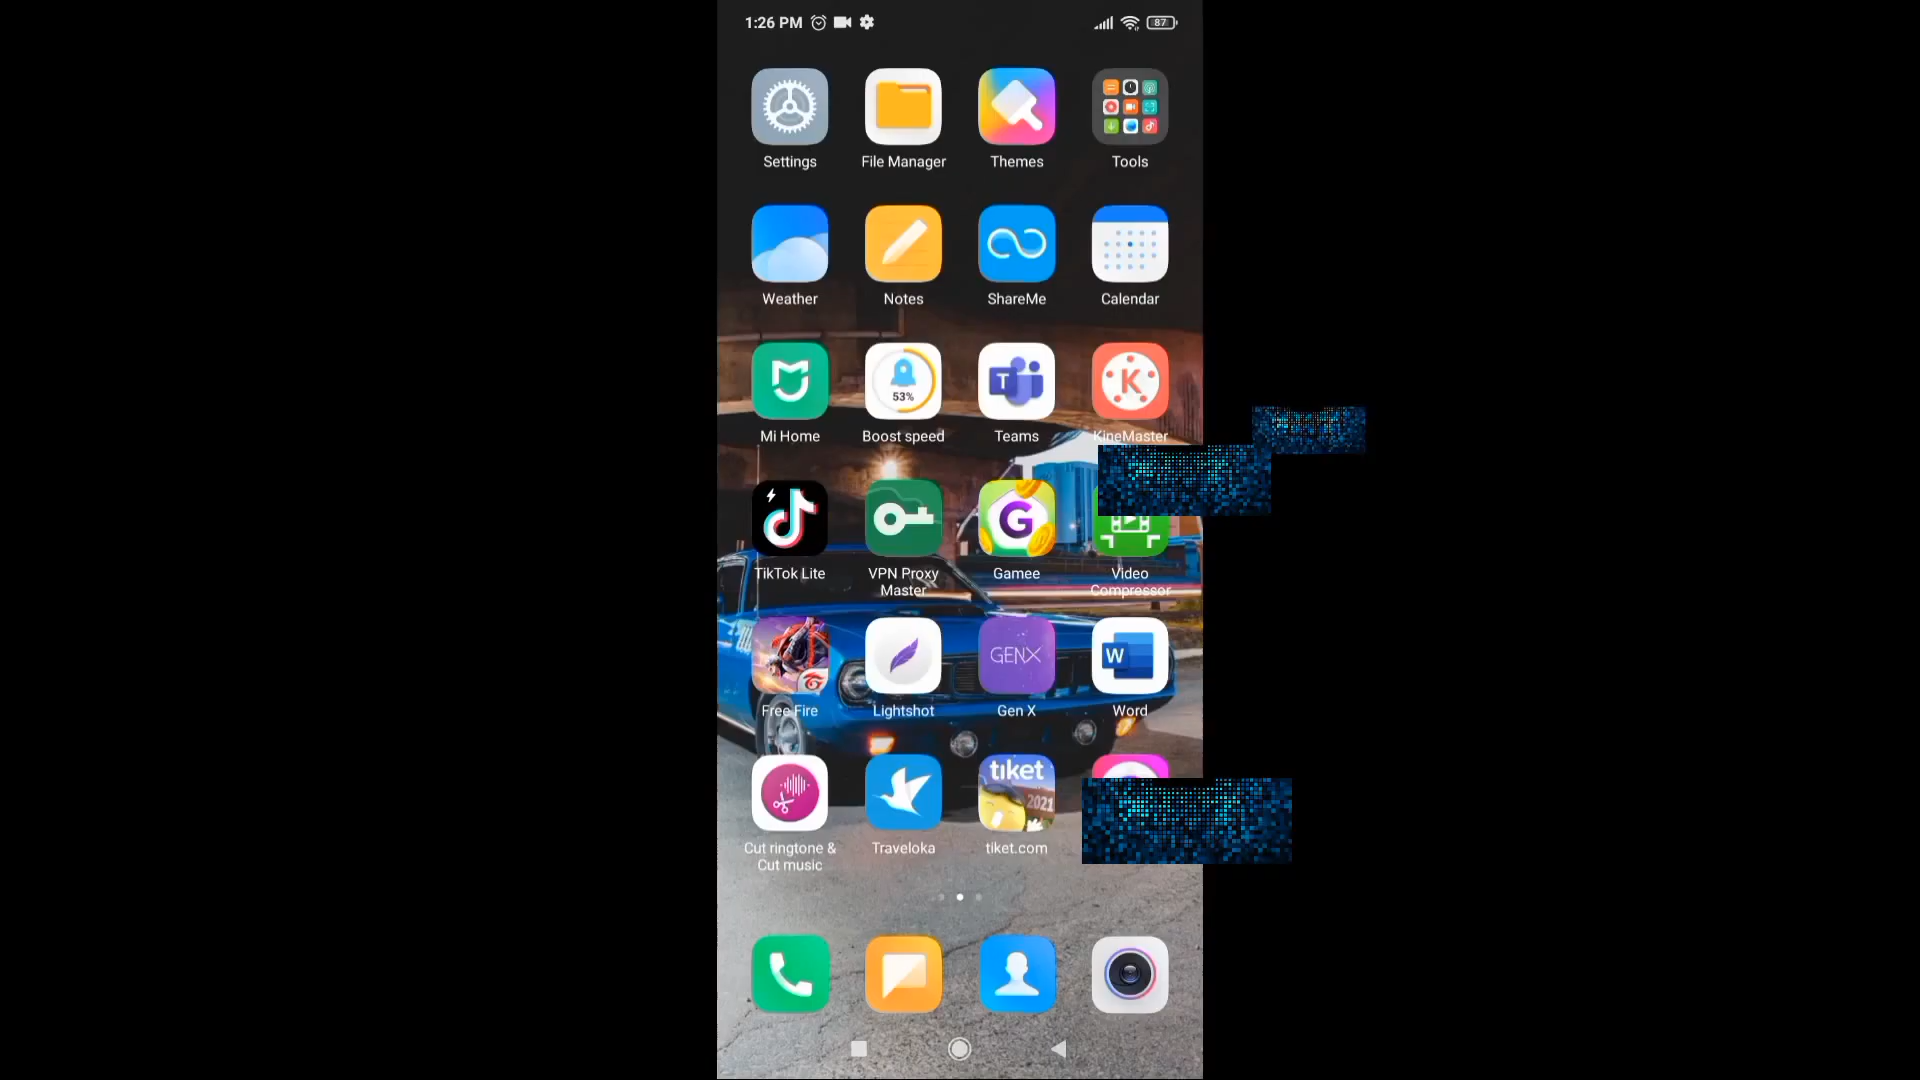 1:26 PM 87
Settings File Manager Themes Tools
Weather Notes ShareMe Calendar
53% T K
Mi Home Boost speed Teams KineMaster
G
TikTok Lite VPN Proxy Master Gamee Video Compressor
GENX W
Free Fire Lightshot Gen X Word
tiket
2021
Cut ringtone & Cut music Traveloka tiket.com